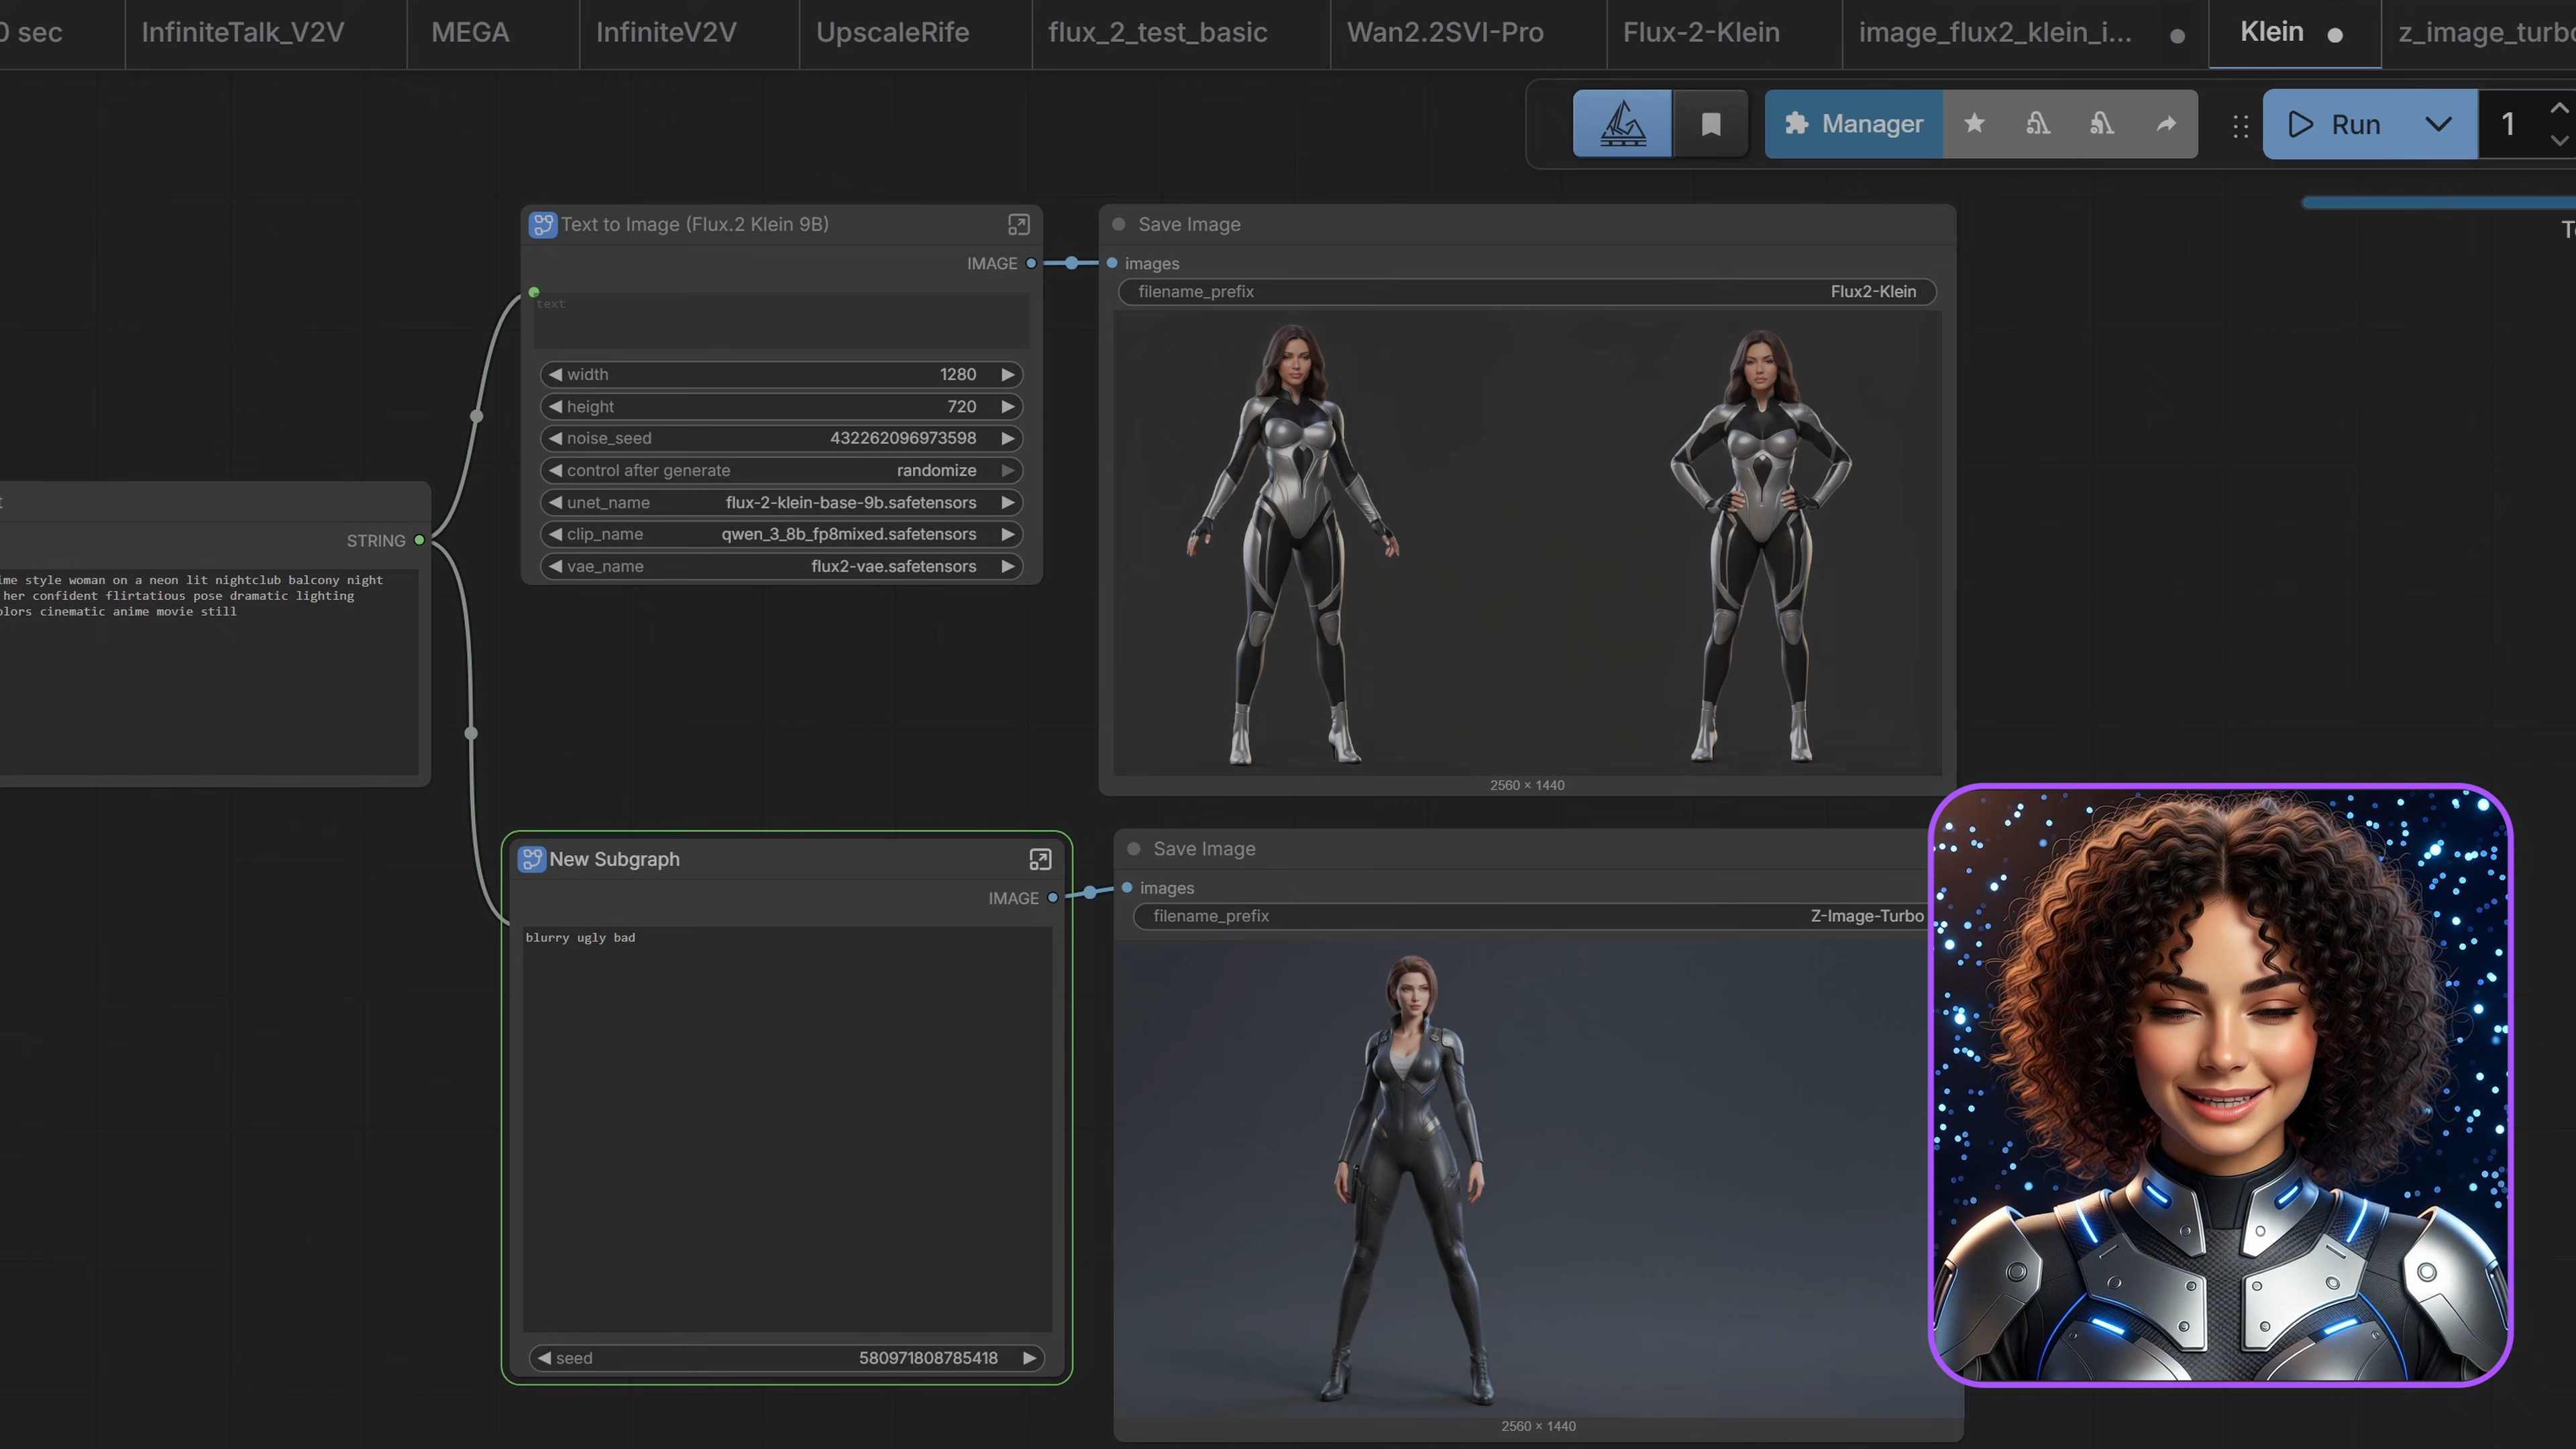 0 sec
InfiniteTalk_V2V
MEGA
InfiniteV2V
UpscaleRife
flux_2_test_basic
Wan2.2SVI-Pro
Flux-2-Klein
image_flux2_klein_i...
Klein
z_image_turbo
Manager
Run
1
Text to Image (Flux.2 Klein 9B)
IMAGE
text
width 1280
height 720
noise_seed 432262096973598
control after generate randomize
unet_name flux-2-klein-base-9b.safetensors
clip_name qwen_3_8b_fp8mixed.safetensors
vae_name flux2-vae.safetensors
Save Image
images
filename_prefix Flux2-Klein
2560 × 1440
STRING
ime style woman on a neon lit nightclub balcony night
her confident flirtatious pose dramatic lighting
olors cinematic anime movie still
New Subgraph
IMAGE
blurry ugly bad
seed 580971808785418
Save Image
images
filename_prefix Z-Image-Turbo
2560 × 1440